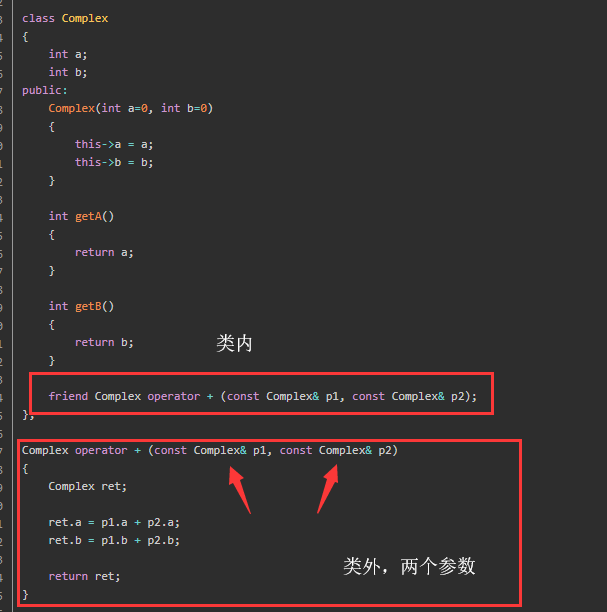 class Complex
{
    int a;
    int b;
public:
    Complex(int a=0, int b=0)
    {
        this->a = a;
        this->b = b;
    }
    int getA()
    {
        return a;
    }
    int getB()
    {
        return b;
类内
    }
    friend Complex operator + (const Complex& p1, const Complex& p2);
};
Complex operator + (const Complex& p1, const Complex& p2)
{
    Complex ret;
    ret.a = p1.a + p2.a;
    ret.b = p1.b + p2.b;
    return ret;
类外，两个参数
}